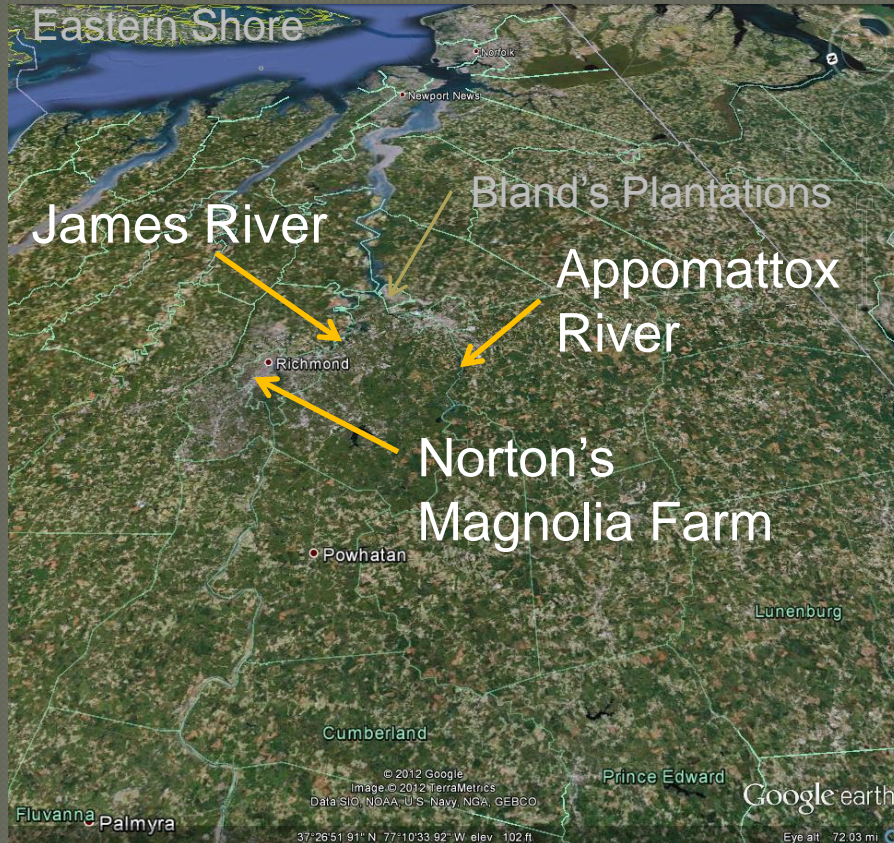 Eastern Shore
Norfolk
Newport News
Bland's Plantations
James River
Appomattox
River
Richmond
Norton's
Magnolia Farm
Powhatan
Lunenburg
Cumberland
© 2012 Google
Image © 2012 TerraMetrics
Data SIO, NOAA, U.S. Navy, NGA, GEBCO
Prince Edward
Google earth
Fluvanna
Palmyra
37°26'51.91" N 77°10'33.92" W elev 102 ft
Eye alt 72.03 mi